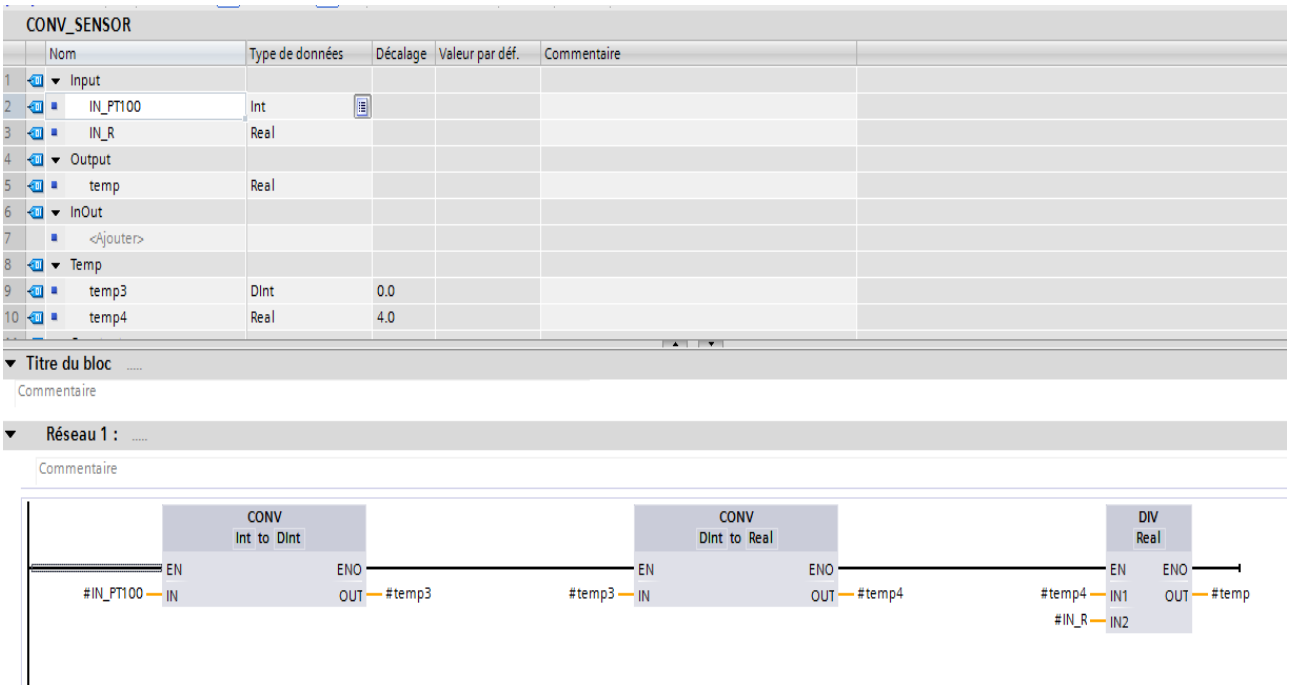 CONV_SENSOR
Nom Type de données Décalage Valeur par déf. Commentaire
1 Input
2 IN_PT100 Int
3 IN_R Real
4 Output
5 temp Real
6 InOut
7 <Ajouter>
8 Temp
9 temp3 DInt 0.0
10 temp4 Real 4.0
Titre du bloc .....
Commentaire
Réseau 1 : .....
Commentaire
CONV CONV DIV
Int to DInt DInt to Real Real
EN ENO EN ENO EN ENO
#IN_PT100 IN OUT #temp3 #temp3 IN OUT #temp4 #temp4 IN1 OUT #temp
#IN_R IN2